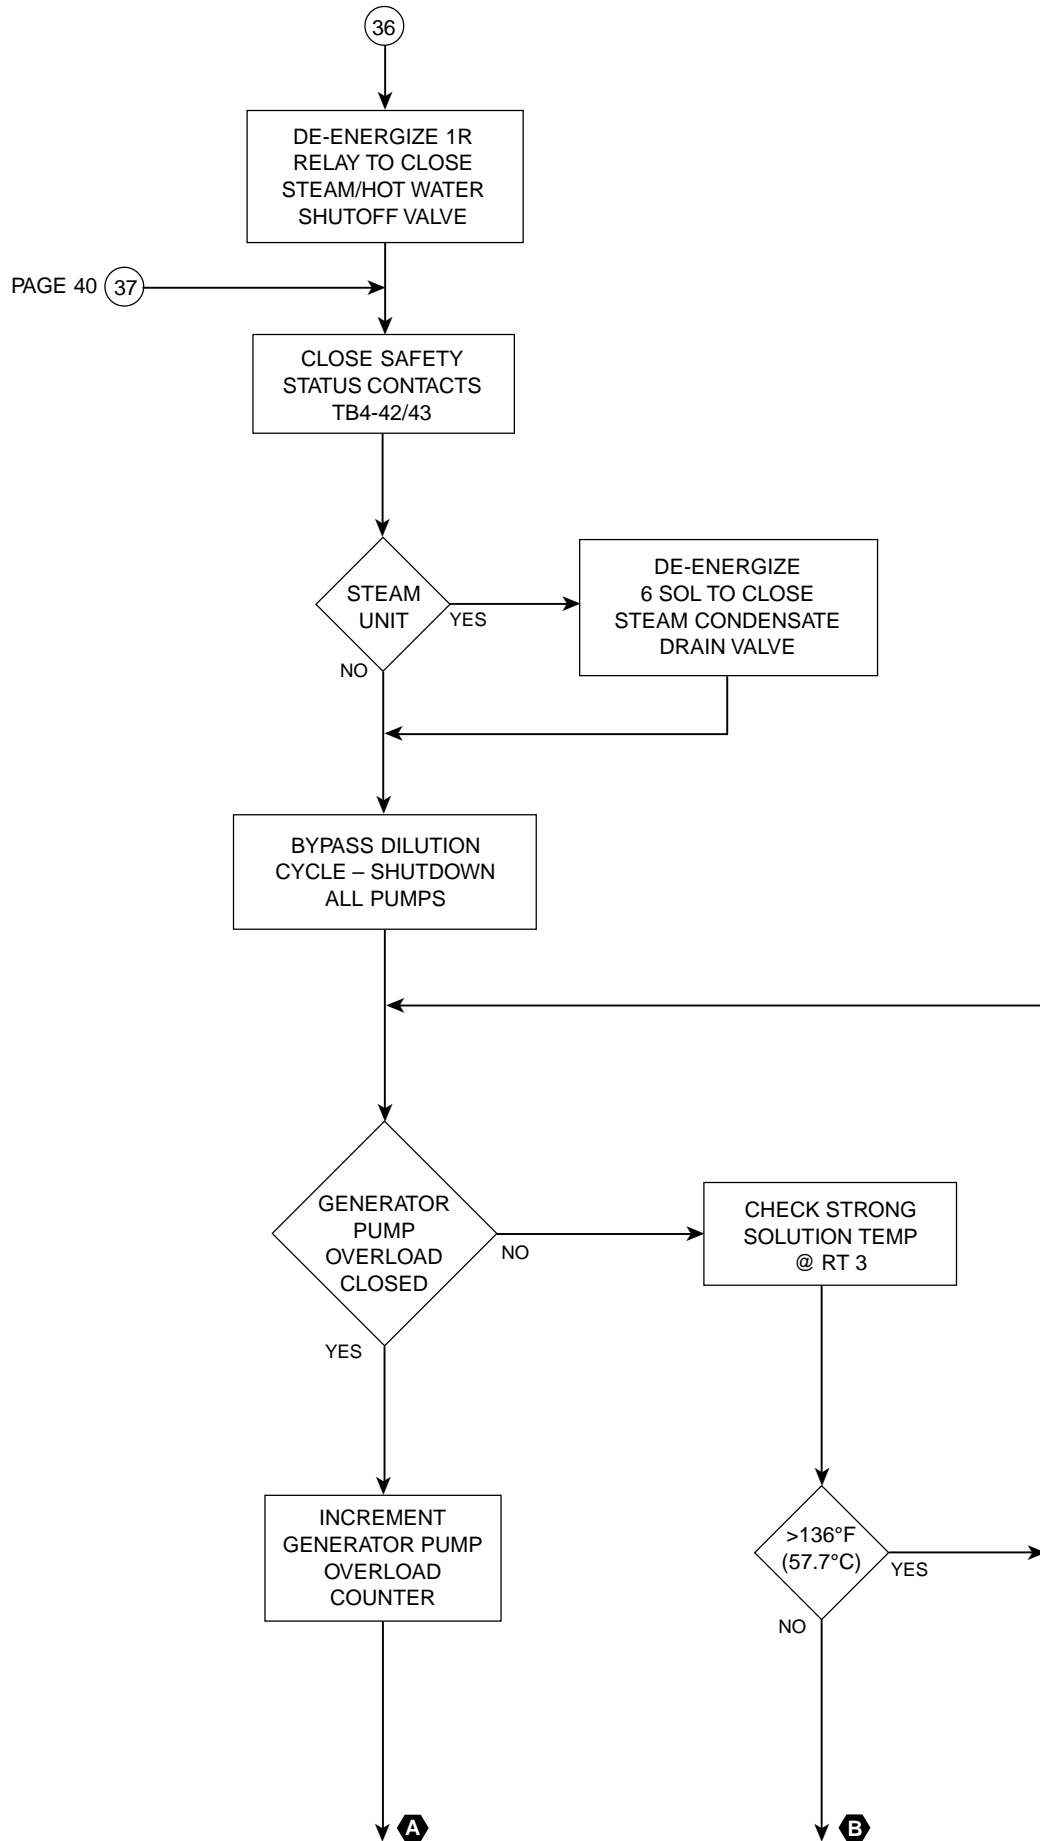 36
DE-ENERGIZE 1R
RELAY TO CLOSE
STEAM/HOT WATER
SHUTOFF VALVE
PAGE 40 37
CLOSE SAFETY
STATUS CONTACTS
TB4-42/43
STEAM
UNIT
YES
NO
DE-ENERGIZE
6 SOL TO CLOSE
STEAM CONDENSATE
DRAIN VALVE
BYPASS DILUTION
CYCLE – SHUTDOWN
ALL PUMPS
GENERATOR
PUMP
OVERLOAD
CLOSED
NO
YES
CHECK STRONG
SOLUTION TEMP
@ RT 3
INCREMENT
GENERATOR PUMP
OVERLOAD
COUNTER
>136°F
(57.7°C)
YES
NO
A
B